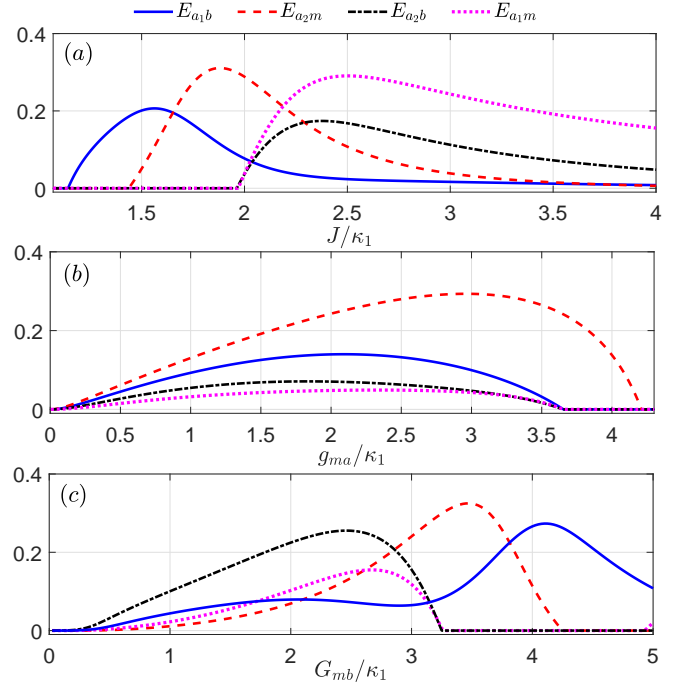 E_{a_1b} E_{a_2m} E_{a_2b} E_{a_1m}
0.4
(a)
0.2
0
1.5 2 2.5 3 3.5 4
J/κ_1
0.4
(b)
0.2
0
0 0.5 1 1.5 2 2.5 3 3.5 4
g_{ma}/κ_1
0.4
(c)
0.2
0
0 1 2 3 4 5
G_{mb}/κ_1